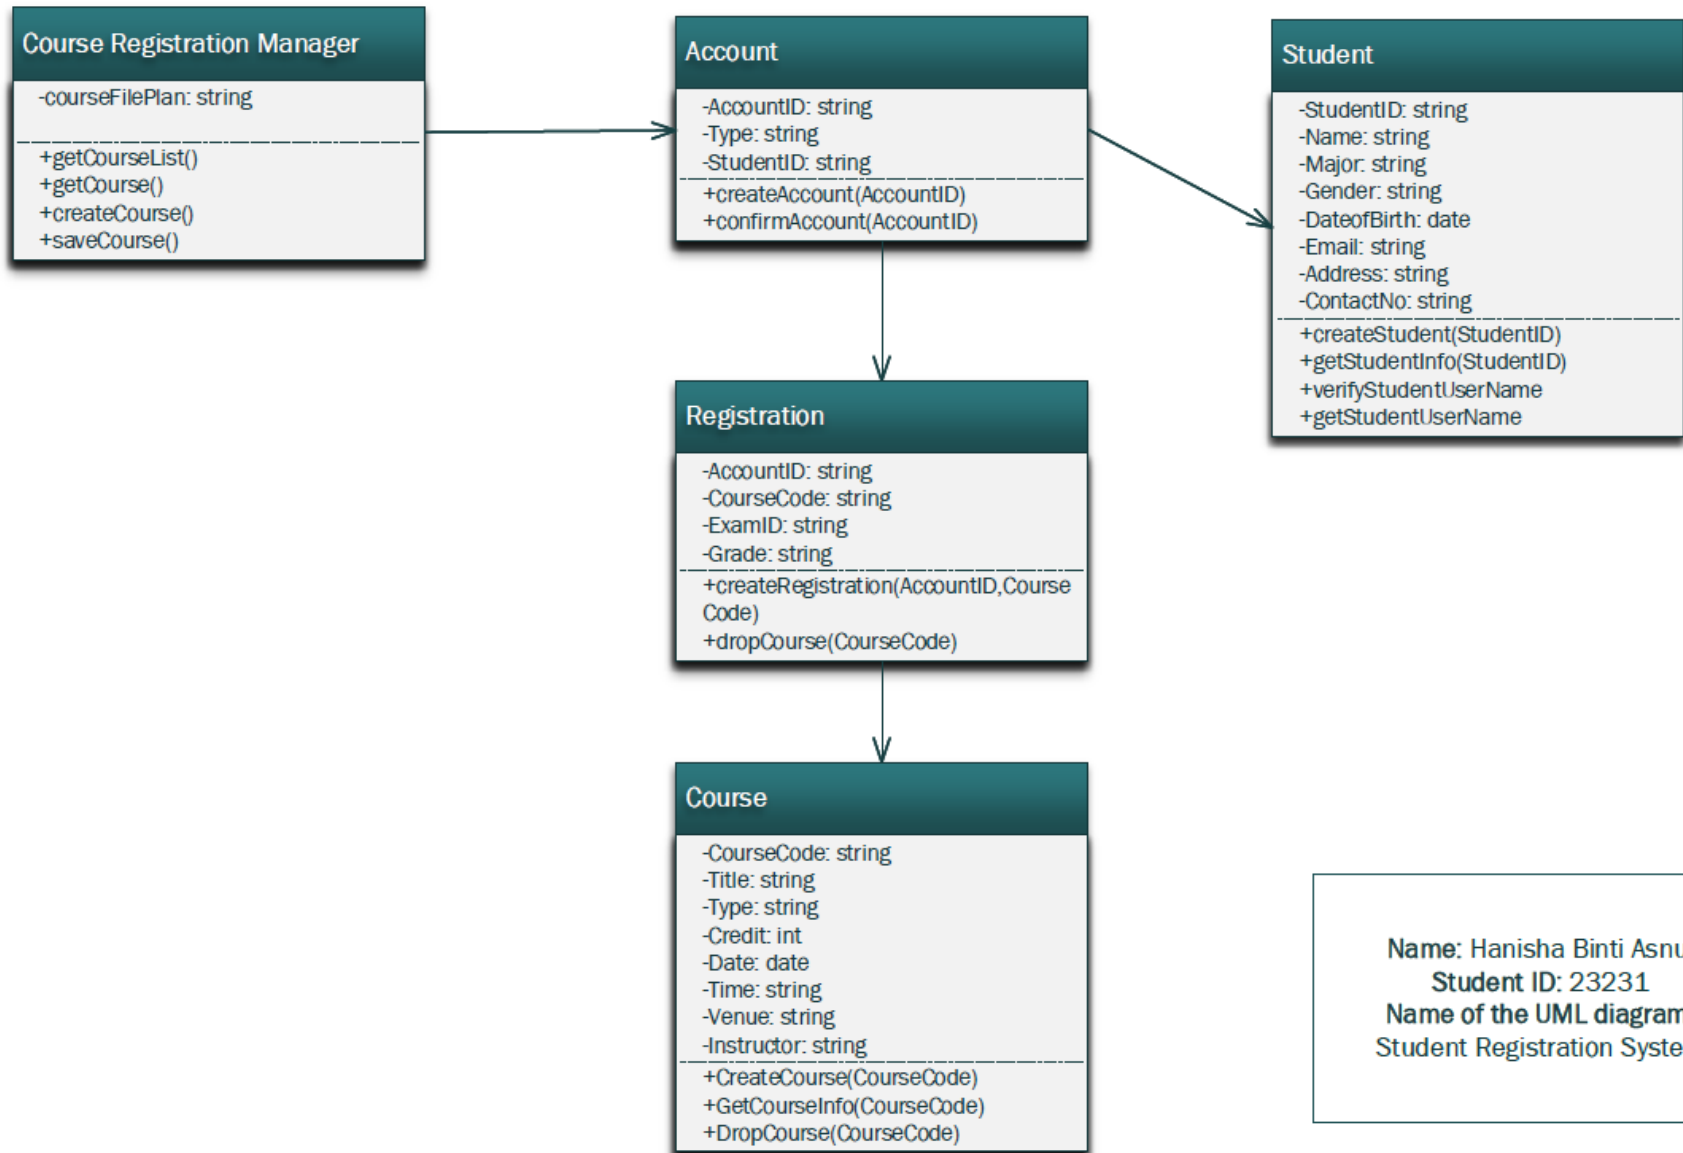 Course Registration Manager
-courseFilePlan: string
+getCourseList()
+getCourse()
+createCourse()
+saveCourse()
Account
-AccountID: string
-Type: string
-StudentID: string
+createAccount(AccountID)
+confirmAccount(AccountID)
Student
-StudentID: string
-Name: string
-Major: string
-Gender: string
-DateofBirth: date
-Email: string
-Address: string
-ContactNo: string
+createStudent(StudentID)
+getStudentInfo(StudentID)
+verifyStudentUserName
+getStudentUserName
Registration
-AccountID: string
-CourseCode: string
-ExamID: string
-Grade: string
+createRegistration(AccountID,Course
Code)
+dropCourse(CourseCode)
Course
-CourseCode: string
-Title: string
-Type: string
-Credit: int
-Date: date
-Time: string
-Venue: string
-Instructor: string
+CreateCourse(CourseCode)
+GetCourseInfo(CourseCode)
+DropCourse(CourseCode)
Name: Hanisha Binti
Student ID: 23231
Name of the UML diagram
Student Registration